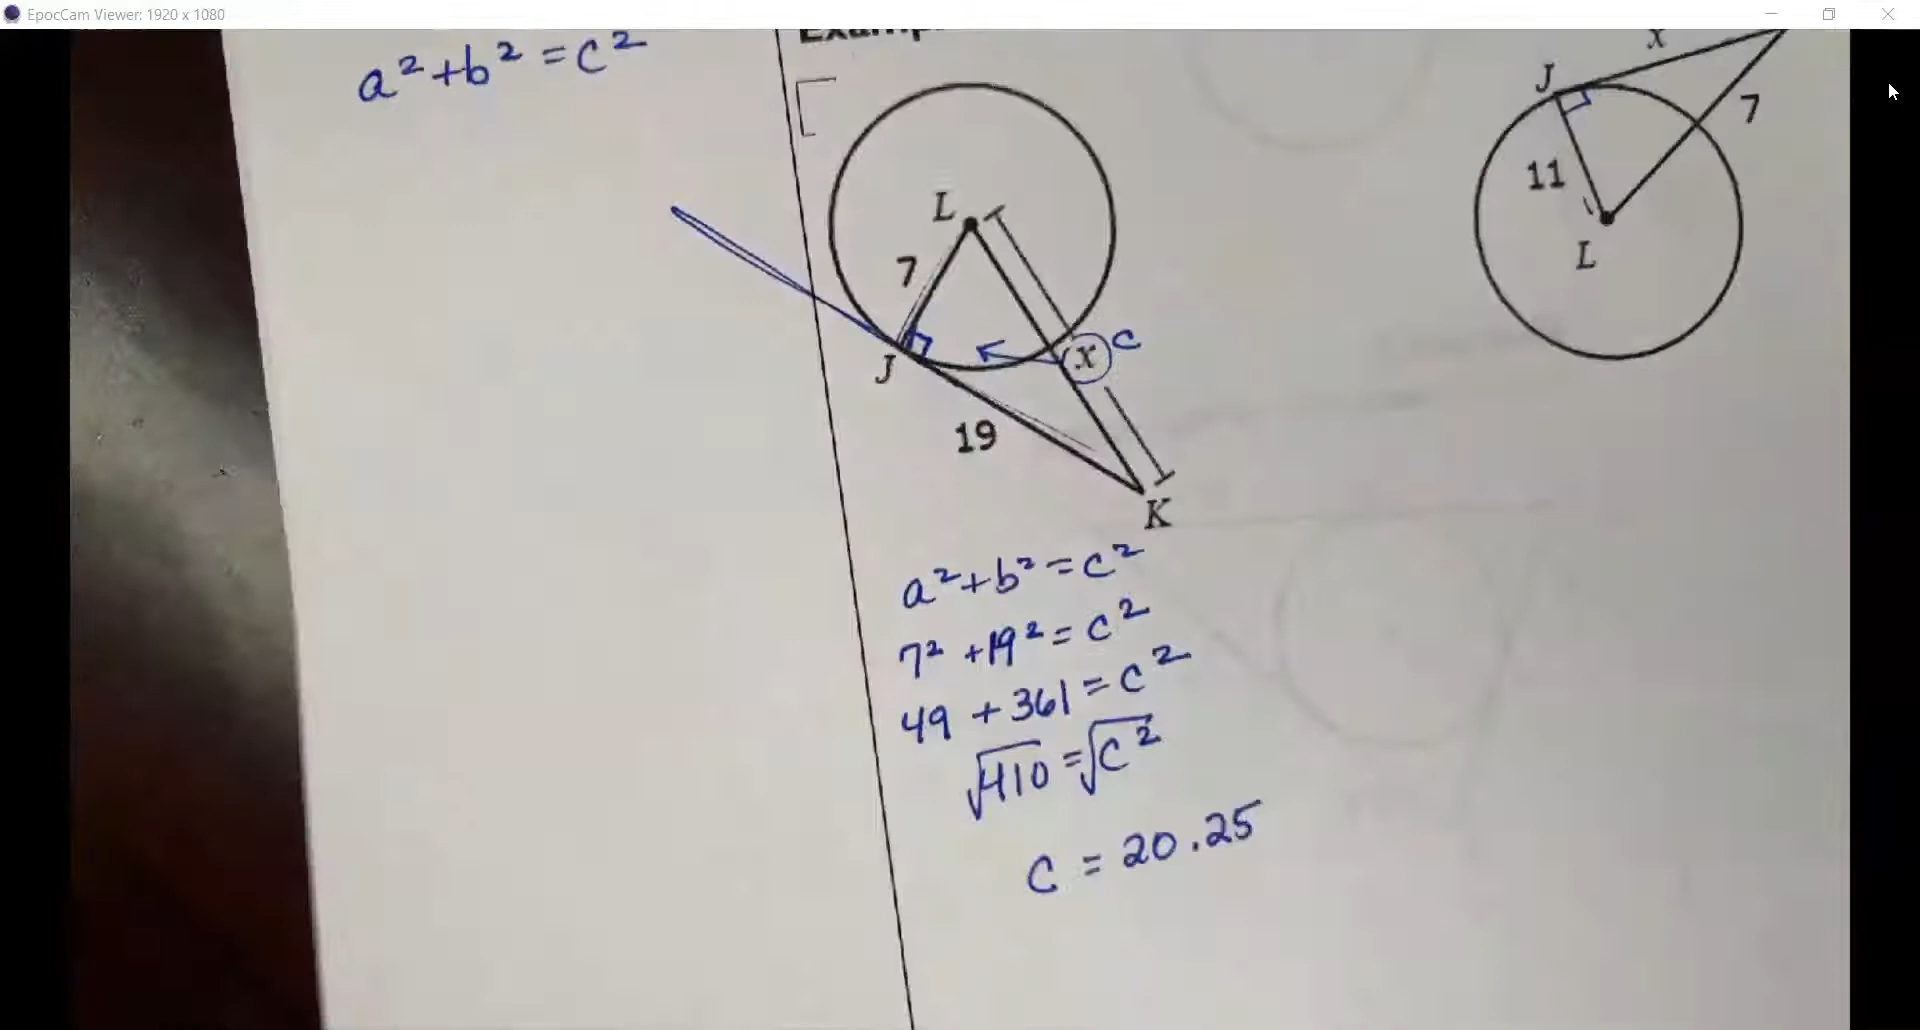 EpocCam Viewer: 1920 x 1080
a² + b² = c²
L
7
J
x
c
19
K
a² + b² = c²
7² + 19² = c²
49 + 361 = c²
√410 = √c²
c = 20.25
x
J
7
11
L